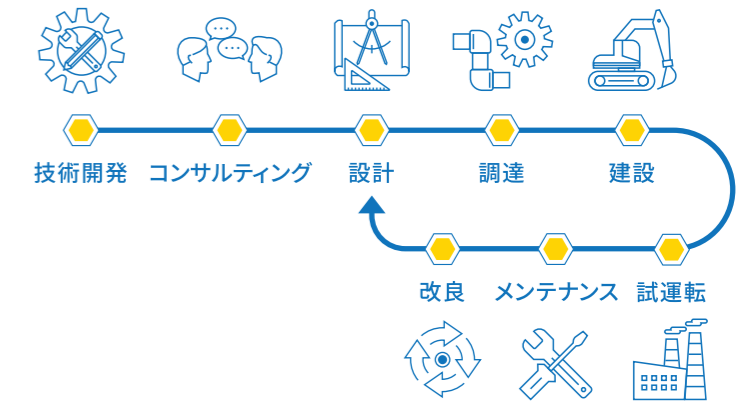 技術開発
コンサルティング
設計
調達
建設
改良
メンテナンス
試運転